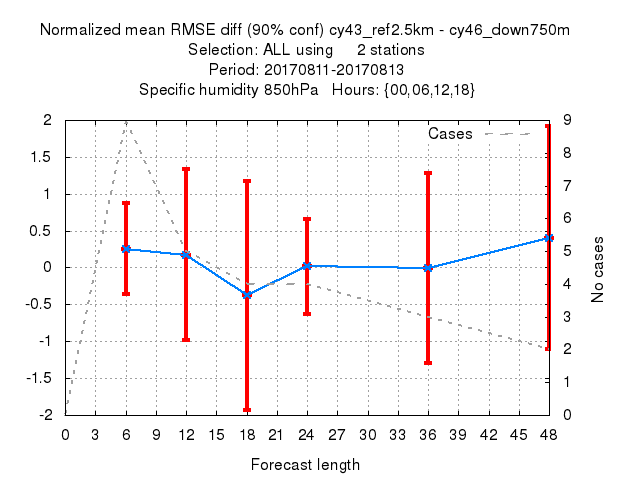 Normalized mean RMSE diff (90% conf) cy43_ref2.5km - cy46_down750m
Selection: ALL using 2 stations
Period: 20170811-20170813
Specific humidity 850hPa Hours: {00,06,12,18}
Cases
2
1.5
1
0.5
0
-0.5
-1
-1.5
-2
9
8
7
6
5
4
3
2
1
0
No cases
0 3 6 9 12 15 18 21 24 27 30 33 36 39 42 45 48
Forecast length